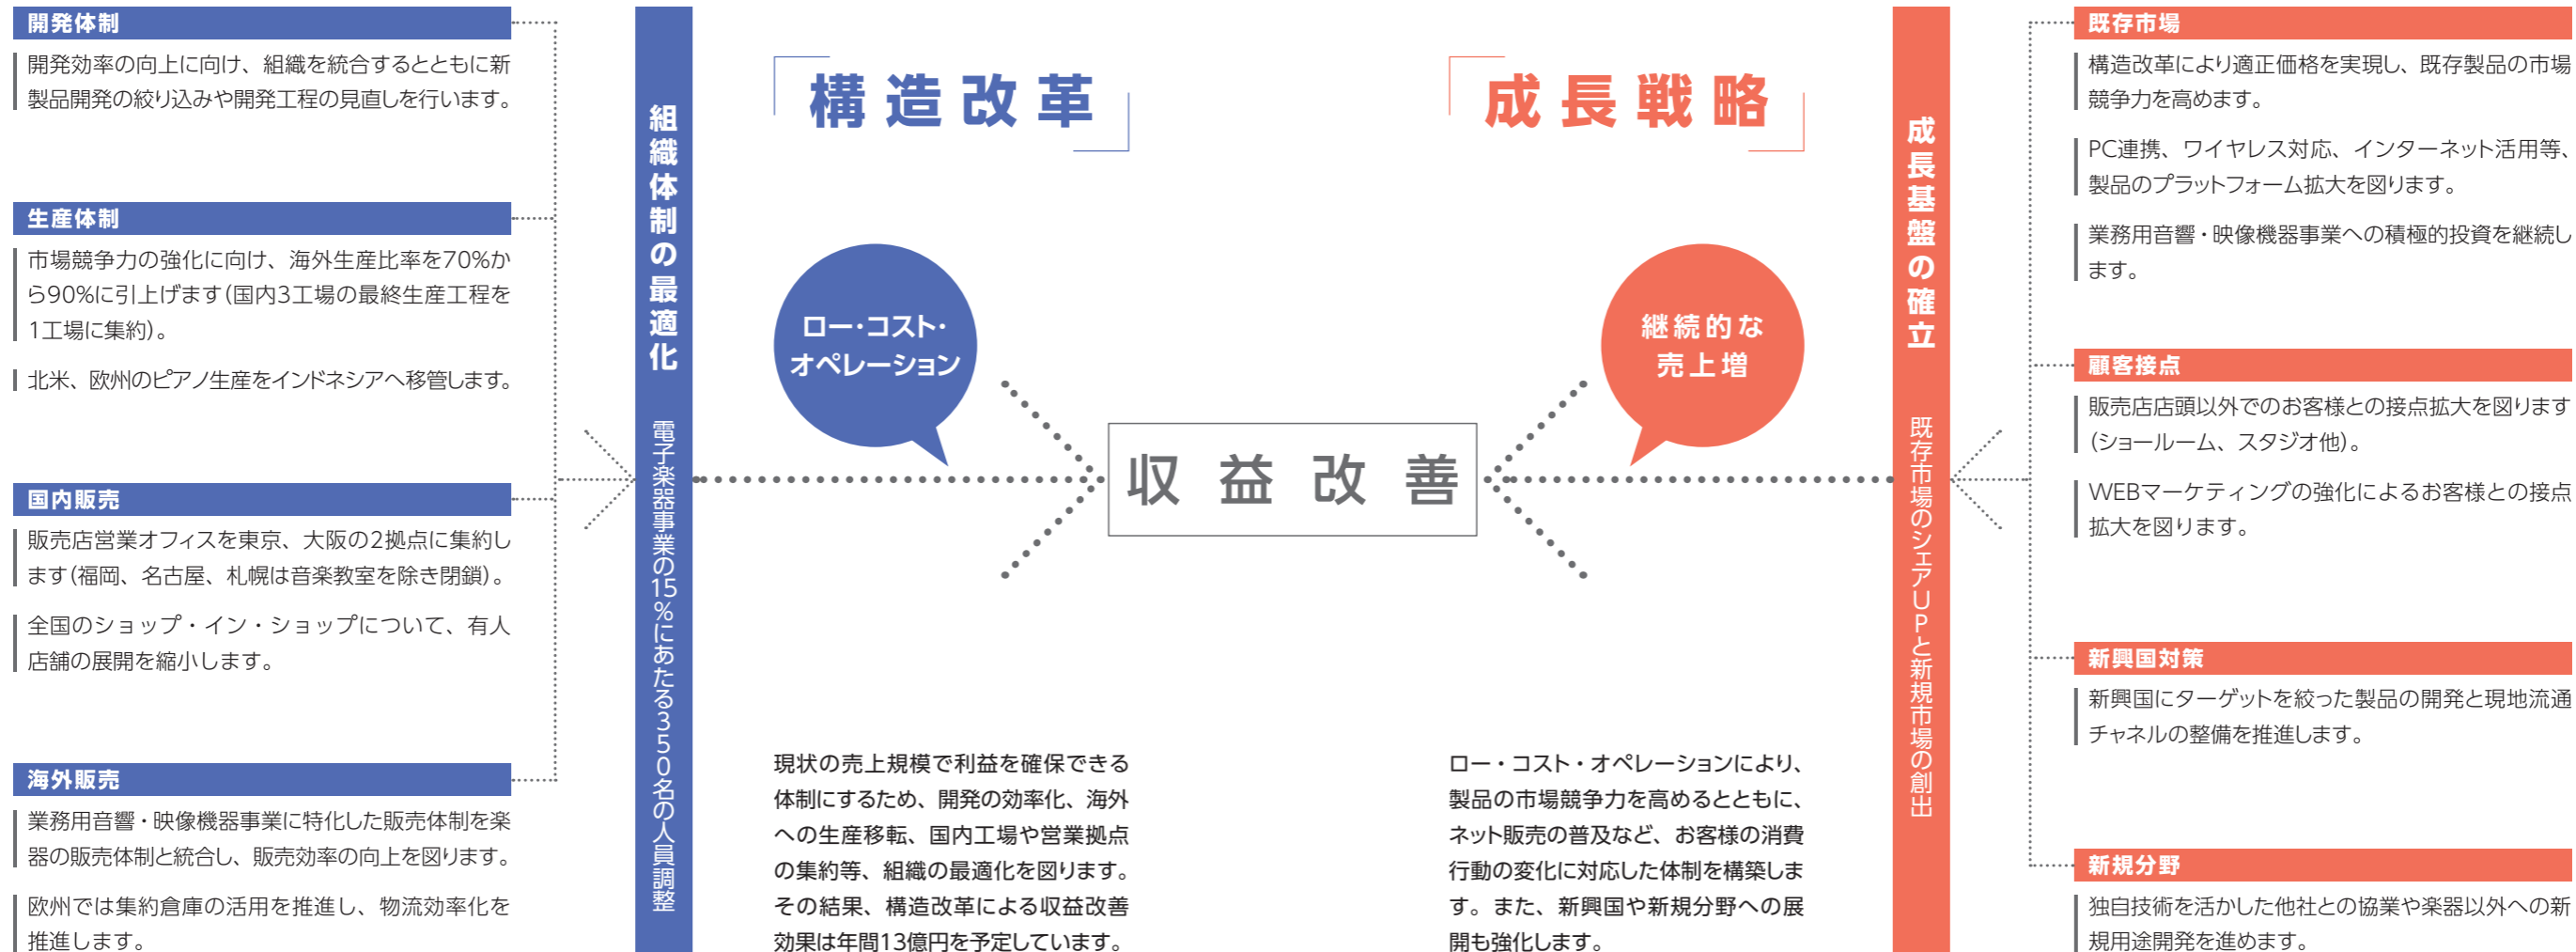 開発体制
開発効率の向上に向け、組織を統合するとともに新
製品開発の絞り込みや開発工程の見直しを行います。
生産体制
市場競争力の強化に向け、海外生産比率を70%か
ら90%に引上げます(国内3工場の最終生産工程を
1工場に集約)。
北米、欧州のピアノ生産をインドネシアへ移管します。
国内販売
販売店営業オフィスを東京、大阪の2拠点に集約し
ます(福岡、名古屋、札幌は音楽教室を除き閉鎖)。
全国のショップ・イン・ショップについて、有人
店舗の展開を縮小します。
海外販売
業務用音響・映像機器事業に特化した販売体制を楽
器の販売体制と統合し、販売効率の向上を図ります。
欧州では集約倉庫の活用を推進し、物流効率化を
推進します。
組織体制の最適化 電子楽器事業の15%にあたる350名の人員調整
構造改革
ロー・コスト・
オペレーション
現状の売上規模で利益を確保できる
体制にするため、開発の効率化、海外
への生産移転、国内工場や営業拠点
の集約等、組織の最適化を図ります。
その結果、構造改革による収益改善
効果は年間13億円を予定しています。
収益改善
成長戦略
継続的な
売上増
ロー・コスト・オペレーションにより、
製品の市場競争力を高めるとともに、
ネット販売の普及など、お客様の消費
行動の変化に対応した体制を構築しま
す。また、新興国や新規分野への展
開も強化します。
成長基盤の確立 既存市場のシェアUPと新規市場の創出
既存市場
構造改革により適正価格を実現し、既存製品の市場
競争力を高めます。
PC連携、ワイヤレス対応、インターネット活用等、
製品のプラットフォーム拡大を図ります。
業務用音響・映像機器事業への積極的投資を継続し
ます。
顧客接点
販売店店頭以外でのお客様との接点拡大を図ります
(ショールーム、スタジオ他)。
WEBマーケティングの強化によるお客様との接点
拡大を図ります。
新興国対策
新興国にターゲットを絞った製品の開発と現地流通
チャネルの整備を推進します。
新規分野
独自技術を活かした他社との協業や楽器以外への新
規用途開発を進めます。